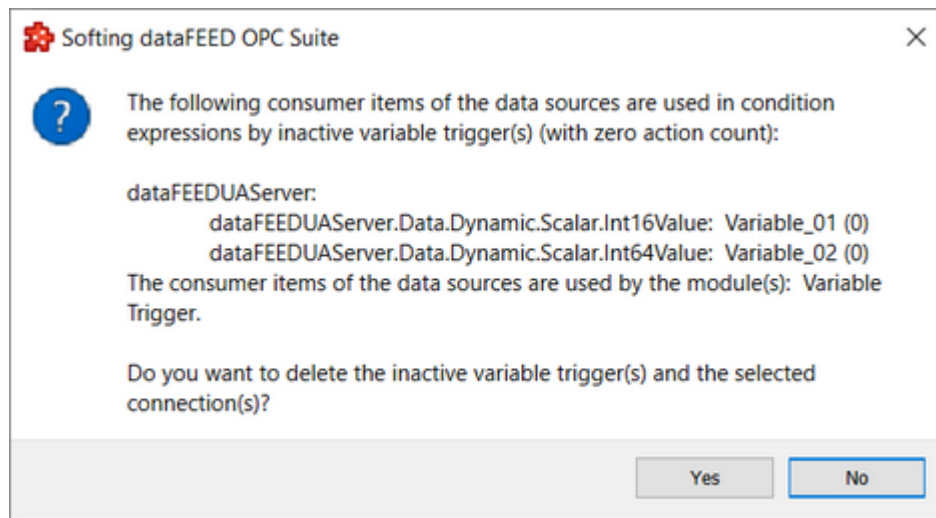 Softing dataFEED OPC Suite
The following consumer items of the data sources are used in condition
expressions by inactive variable trigger(s) (with zero action count):
dataFEEDUAServer:
dataFEEDUAServer.Data.Dynamic.Scalar.Int16Value: Variable_01 (0)
dataFEEDUAServer.Data.Dynamic.Scalar.Int64Value: Variable_02 (0)
The consumer items of the data sources are used by the module(s): Variable
Trigger.
Do you want to delete the inactive variable trigger(s) and the selected
connection(s)?
Yes No